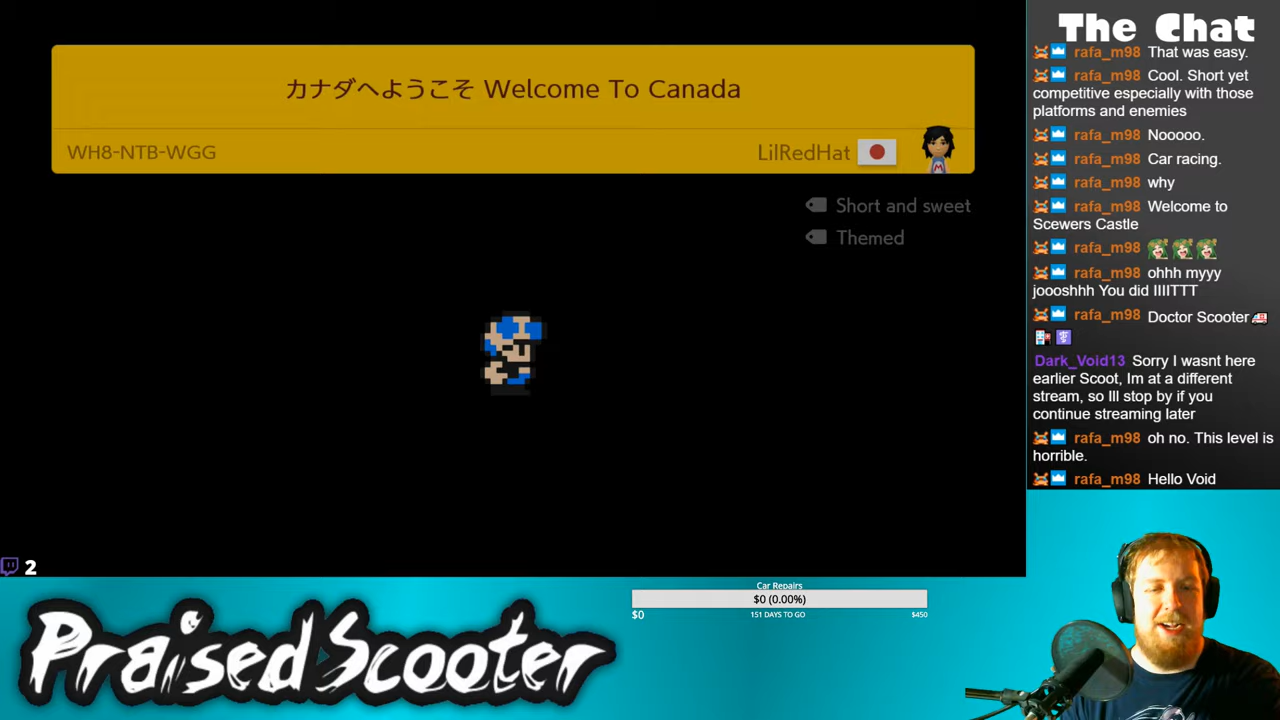 カナダへようこそ Welcome To Canada
WH8-NTB-WGG
LilRedHat
Short and sweet
Themed
The Chat
rafa_m98 That was easy.
rafa_m98 Cool. Short yet
competitive especially with those
platforms and enemies
rafa_m98 Nooooo.
rafa_m98 Car racing.
rafa_m98 why
rafa_m98 Welcome to
Scewers Castle
rafa_m98
rafa_m98 ohhh myyy
joooshhh You did IIIITTT
rafa_m98 Doctor Scooter
Dark_Void13 Sorry I wasnt here
earlier Scoot, Im at a different
stream, so Ill stop by if you
continue streaming later
rafa_m98 oh no. This level is
horrible.
rafa_m98 Hello Void
2
PraisedScooter
Car Repairs
$0 (0.00%)
$0 151 DAYS TO GO $450